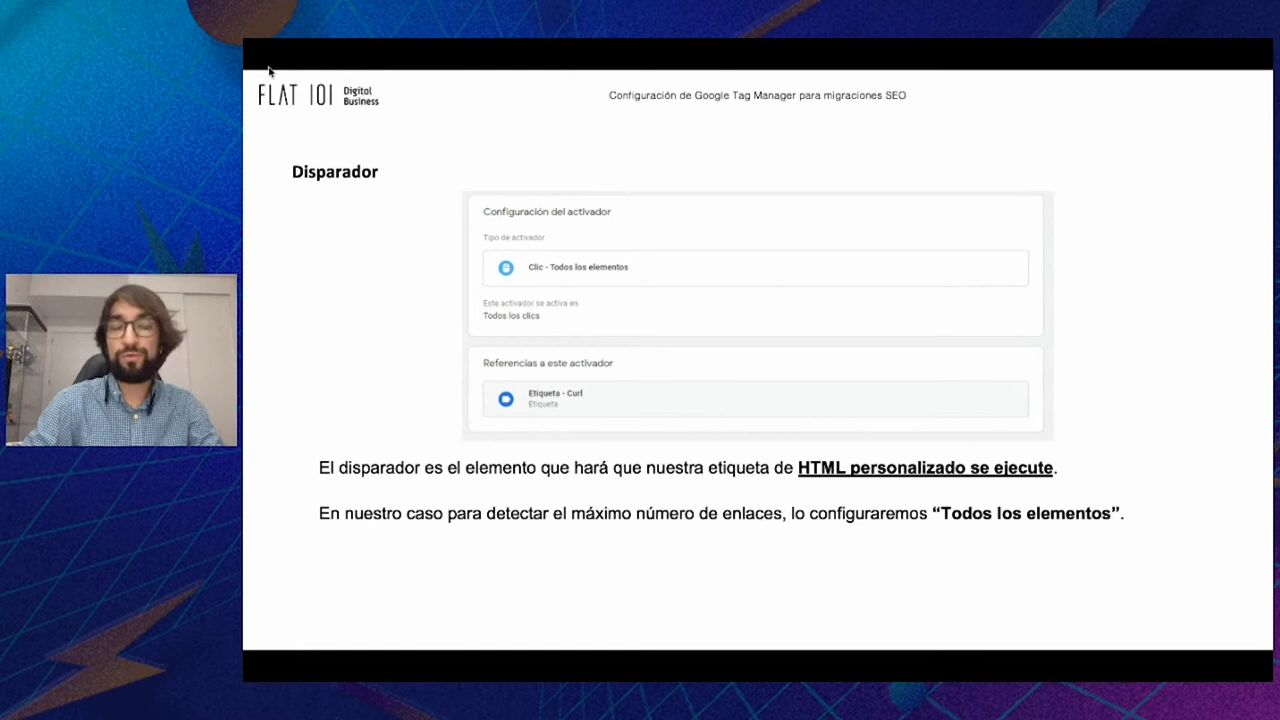 FLAT 101 Digital Business
Configuración de Google Tag Manager para migraciones SEO
Disparador
Configuración del activador
Tipo de activador
Clic - Todos los elementos
Este activador se activa en
Todos los clics
Referencias a este activador
Etiqueta - Curl
Etiqueta
El disparador es el elemento que hará que nuestra etiqueta de HTML personalizado se ejecute.
En nuestro caso para detectar el máximo número de enlaces, lo configuraremos “Todos los elementos”.